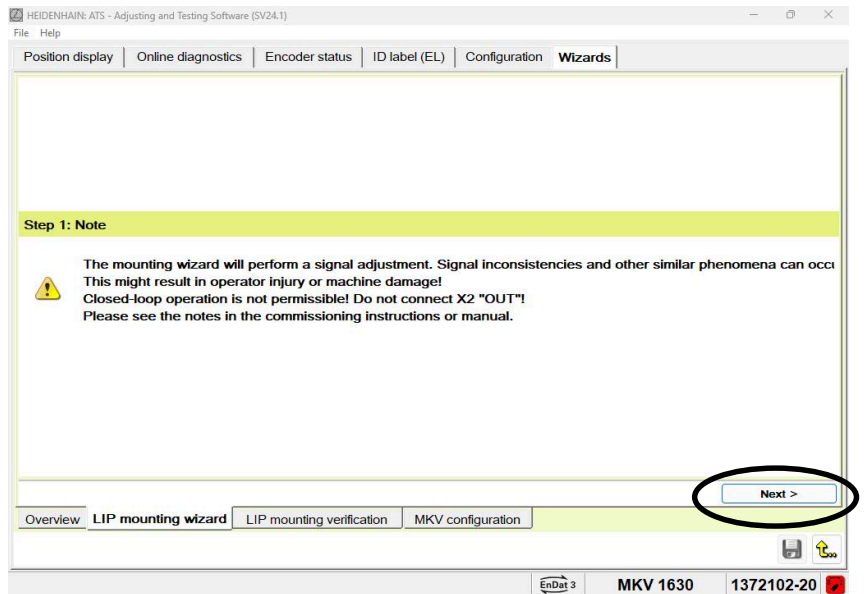 HEIDENHAIN: ATS - Adjusting and Testing Software (SV24.1)
File Help
Position display Online diagnostics Encoder status ID label (EL) Configuration Wizards
Step 1: Note
The mounting wizard will perform a signal adjustment. Signal inconsistencies and other similar phenomena can occu
This might result in operator injury or machine damage!
Closed-loop operation is not permissible! Do not connect X2 "OUT"!
Please see the notes in the commissioning instructions or manual.
Next >
Overview LIP mounting wizard LIP mounting verification MKV configuration
EnDat 3 MKV 1630 1372102-20